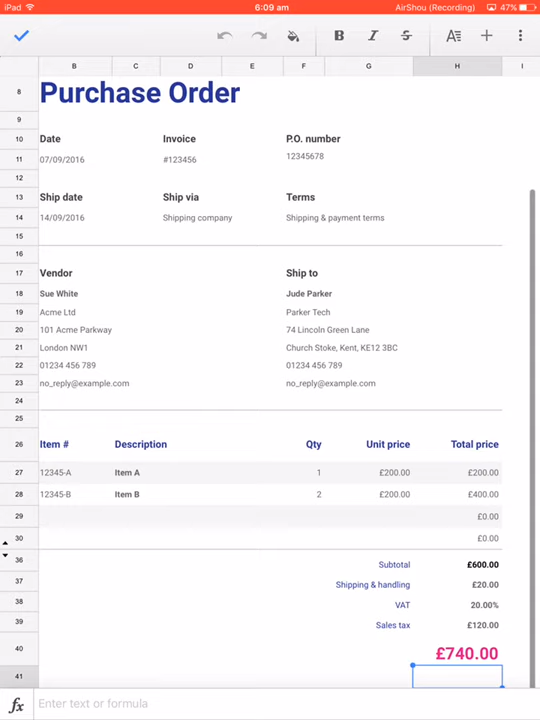 iPad 6:09 am AirShou (Recording) 47%
B I S A
B C D E F G H I
8 Purchase Order
9
10 Date Invoice P.O. number
11 07/09/2016 #123456 12345678
12
13 Ship date Ship via Terms
14 14/09/2016 Shipping company Shipping & payment terms
15
16
17 Vendor Ship to
18 Sue White Jude Parker
19 Acme Ltd Parker Tech
20 101 Acme Parkway 74 Lincoln Green Lane
21 London NW1 Church Stoke, Kent, KE12 3BC
22 01234 456 789 01234 456 789
23 no_reply@example.com no_reply@example.com
24
25
26 Item # Description Qty Unit price Total price
27 12345-A Item A 1 £200.00 £200.00
28 12345-B Item B 2 £200.00 £400.00
29 £0.00
30 £0.00
36 Subtotal £600.00
37 Shipping & handling £20.00
38 VAT 20.00%
39 Sales tax £120.00
40 £740.00
41
fx Enter text or formula